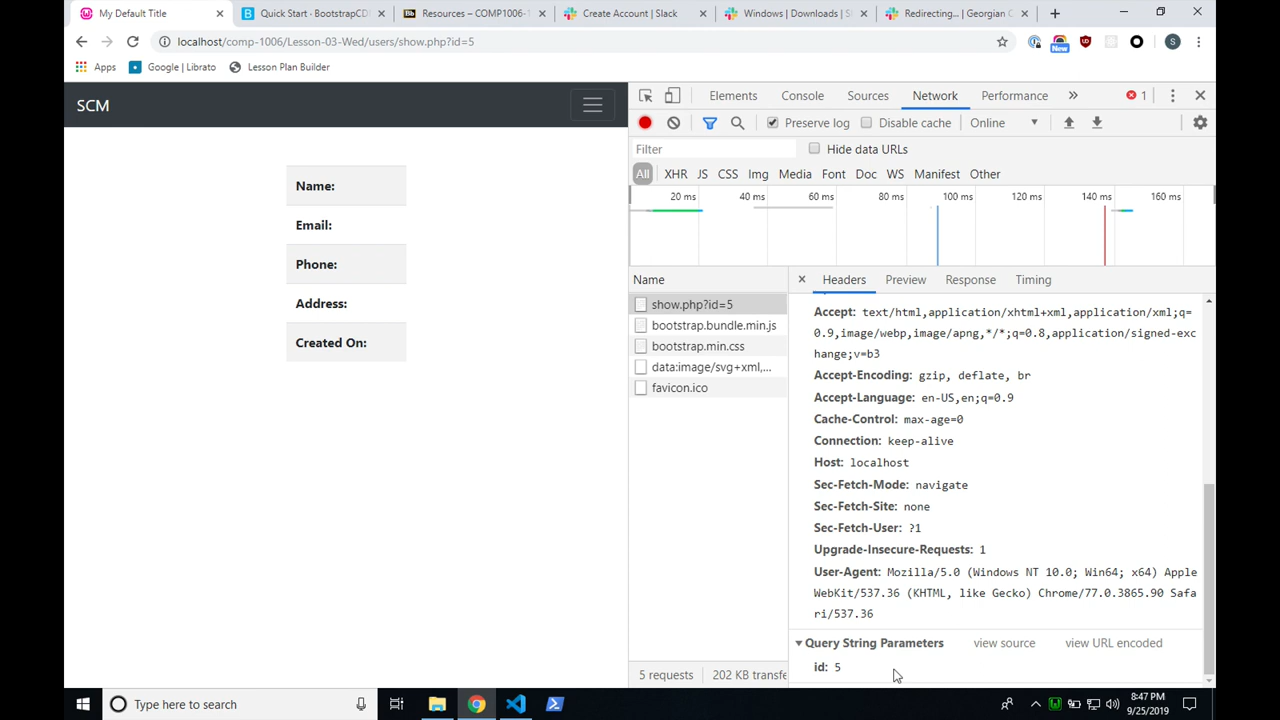 My Default Title
Quick Start · BootstrapCD
Resources – COMP1006-
Create Account | Slack
Windows | Downloads | S
Redirecting... | Georgian C
localhost/comp-1006/Lesson-03-Wed/users/show.php?id=5
New
S
Apps
Google | Librato
Lesson Plan Builder
SCM
Name:
Email:
Phone:
Address:
Created On:
Elements
Console
Sources
Network
Performance
1
Preserve log
Disable cache
Online
Filter
Hide data URLs
All
XHR
JS
CSS
Img
Media
Font
Doc
WS
Manifest
Other
20 ms
40 ms
60 ms
80 ms
100 ms
120 ms
140 ms
160 ms
Name
show.php?id=5
bootstrap.bundle.min.js
bootstrap.min.css
data:image/svg+xml,...
favicon.ico
5 requests
202 KB transfe
Headers
Preview
Response
Timing
Accept: text/html,application/xhtml+xml,application/xml;q=
0.9,image/webp,image/apng,*/*;q=0.8,application/signed-exc
hange;v=b3
Accept-Encoding: gzip, deflate, br
Accept-Language: en-US,en;q=0.9
Cache-Control: max-age=0
Connection: keep-alive
Host: localhost
Sec-Fetch-Mode: navigate
Sec-Fetch-Site: none
Sec-Fetch-User: ?1
Upgrade-Insecure-Requests: 1
User-Agent: Mozilla/5.0 (Windows NT 10.0; Win64; x64) Apple
WebKit/537.36 (KHTML, like Gecko) Chrome/77.0.3865.90 Safa
ri/537.36
Query String Parameters
view source
view URL encoded
id: 5
Type here to search
8:47 PM
9/25/2019